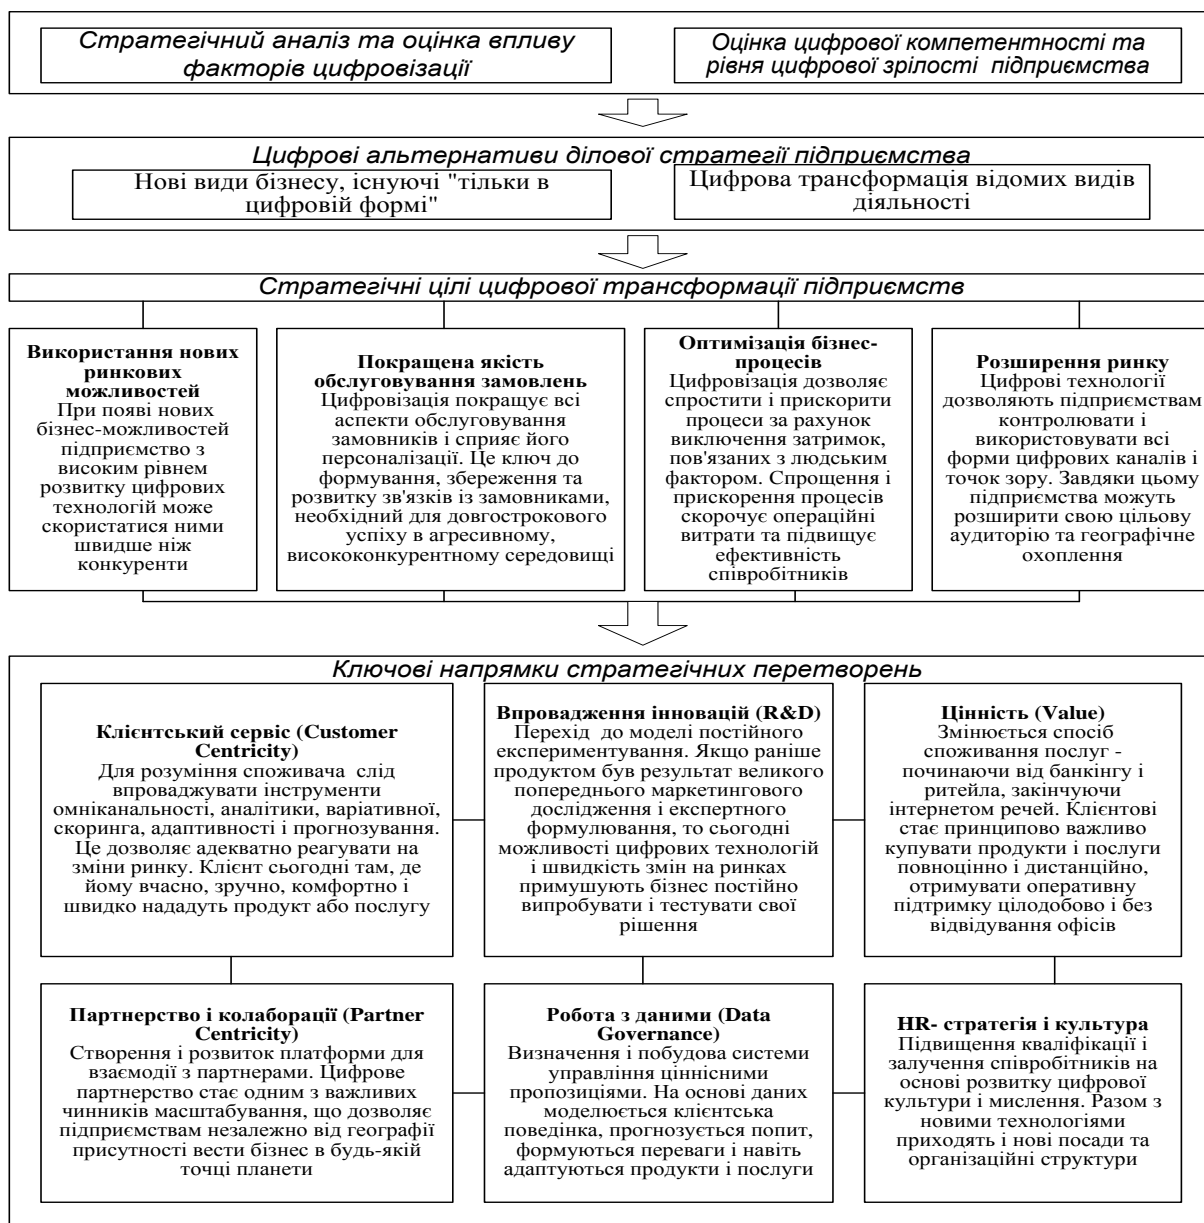 Стратегічний аналіз та оцінка впливу
факторів цифровізації
Оцінка цифрової компетентності та
рівня цифрової зрілості підприємства
Цифрові альтернативи ділової стратегії підприємства
Нові види бізнесу, існуючі "тільки в
цифровій формі"
Цифрова трансформація відомих видів
діяльності
Стратегічні цілі цифрової трансформації підприємств
Використання нових
ринкових
можливостей
При появі нових
бізнес-можливостей
підприємство з
високим рівнем
розвитку цифрових
технологій може
скористатися ними
швидше ніж
конкуренти
Покращена якість
обслуговування замовлень
Цифровізація покращує всі
аспекти обслуговування
замовників і сприяє його
персоналізації. Це ключ до
формування, збереження та
розвитку зв'язків із замовниками,
необхідний для довгострокового
успіху в агресивному,
висококонкурентному середовищі
Оптимізація бізнес-
процесів
Цифровізація дозволяє
спростити і прискорити
процеси за рахунок
виключення затримок,
пов'язаних з людським
фактором. Спрощення і
прискорення процесів
скорочує операційні
витрати та підвищує
ефективність
співробітників
Розширення ринку
Цифрові технології
дозволяють підприємствам
контролювати і
використовувати всі
форми цифрових каналів і
точок зору. Завдяки цьому
підприємства можуть
розширити свою цільову
аудиторію та географічне
охоплення
Ключові напрямки стратегічних перетворень
Клієнтський сервіс (Customer
Centricity)
Для розуміння споживача слід
впроваджувати інструменти
омніканальності, аналітики, варіативної,
скоринга, адаптивності і прогнозування.
Це дозволяє адекватно реагувати на
зміни ринку. Клієнт сьогодні там, де
йому вчасно, зручно, комфортно і
швидко нададуть продукт або послугу
Впровадження інновацій (R&D)
Перехід до моделі постійного
експериментування. Якщо раніше
продуктом був результат великого
попереднього маркетингового
дослідження і експертного
формулювання, то сьогодні
можливості цифрових технологій
і швидкість змін на ринках
примушують бізнес постійно
випробувати і тестувати свої
рішення
Цінність (Value)
Змінюється спосіб
споживання послуг -
починаючи від банкінгу і
ритейла, закінчуючи
інтернетом речей. Клієнтові
стає принципово важливо
купувати продукти і послуги
повноцінно і дистанційно,
отримувати оперативну
підтримку цілодобово і без
відвідування офісів
Партнерство і колаборації (Partner
Centricity)
Створення і розвиток платформи для
взаємодії з партнерами. Цифрове
партнерство стає одним з важливих
чинників масштабування, що дозволяє
підприємствам незалежно від географії
присутності вести бізнес в будь-якій
точці планети
Робота з даними (Data
Governance)
Визначення і побудова системи
управління ціннісними
пропозиціями. На основі даних
моделюється клієнтська
поведінка, прогнозується попит,
формуються переваги і навіть
адаптуються продукти і послуги
HR- стратегія і культура
Підвищення кваліфікації і
залучення співробітників на
основі розвитку цифрової
культури і мислення. Разом з
новими технологіями
приходять і нові посади та
організаційні структури